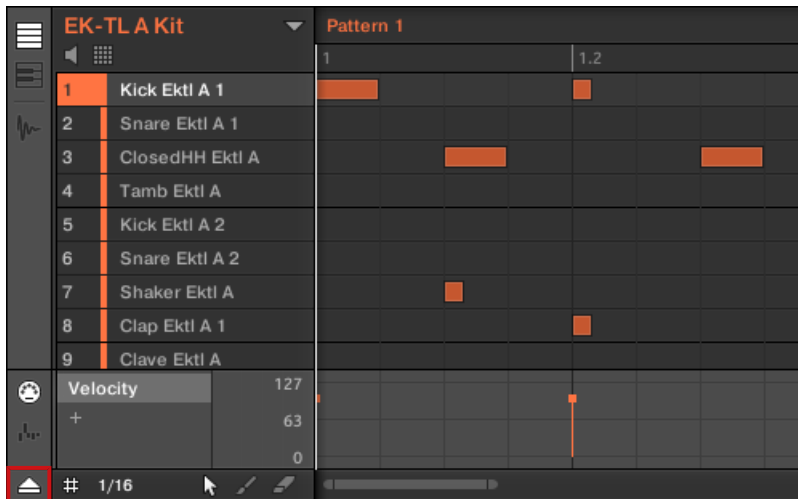 EK-TL A Kit
Pattern 1
1 1.2
1 Kick Ektl A 1
2 Snare Ektl A 1
3 ClosedHH Ektl A
4 Tamb Ektl A
5 Kick Ektl A 2
6 Snare Ektl A 2
7 Shaker Ektl A
8 Clap Ektl A 1
9 Clave Ektl A
Velocity 127
+ 63
0
1/16